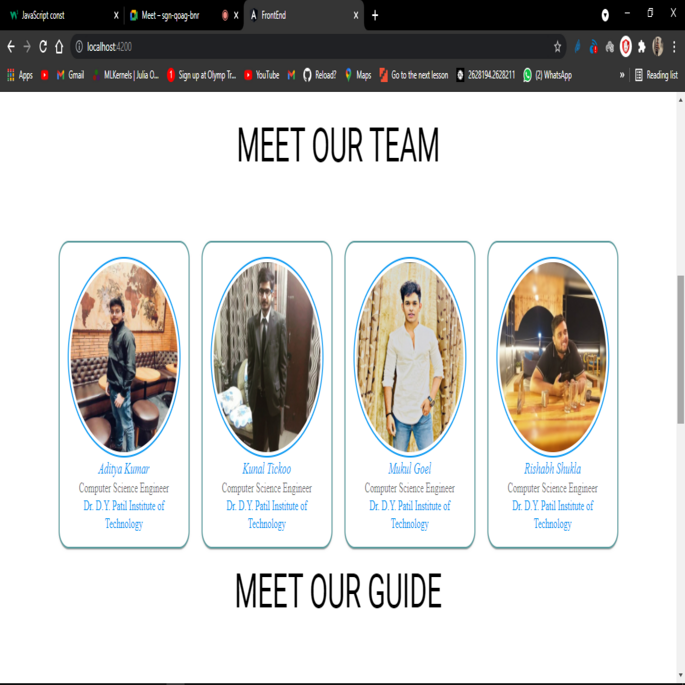 JavaScript const
Meet – sgn-qoag-bnr
FrontEnd
localhost:4200
Apps
Gmail
MLKernels | Julia O...
Sign up at Olymp Tr...
YouTube
Reload?
Maps
Go to the next lesson
2628194.2628211
(2) WhatsApp
»
Reading list
MEET OUR TEAM
Aditya Kumar
Computer Science Engineer
Dr. D.Y. Patil Institute of
Technology
Kunal Tickoo
Computer Science Engineer
Dr. D.Y. Patil Institute of
Technology
Mukul Goel
Computer Science Engineer
Dr. D.Y. Patil Institute of
Technology
Rishabh Shukla
Computer Science Engineer
Dr. D.Y. Patil Institute of
Technology
MEET OUR GUIDE